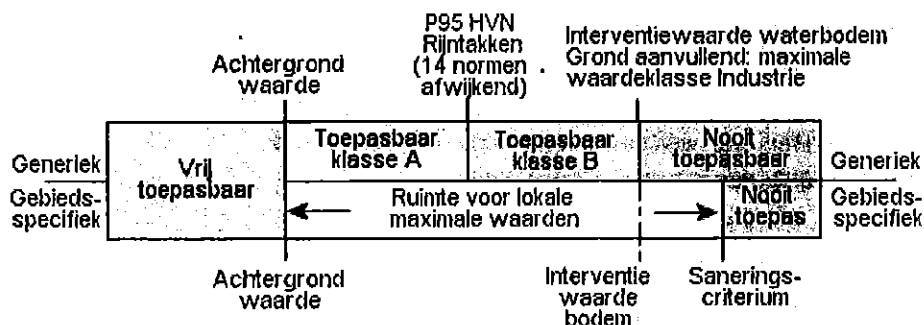 P95 HVN
Rijntakken
(14 normen
afwijkend)
Interventiewaarde waterbodem
Grond aanvullend: maximale
waardeklasse Industrie
Achtergrond
waarde
Generiek
Vrij
toepasbaar
Toepasbaar
klasse A
Toepasbaar
klasse B
Nooit
toepasbaar
Generiek
Gebieds-
specifiek
Ruimte voor lokale
maximale waarden
Nooit
toepas
Gebieds-
specifiek
Achtergrond
waarde
Interventie
waarde
bodem
Sanerings-
criterium